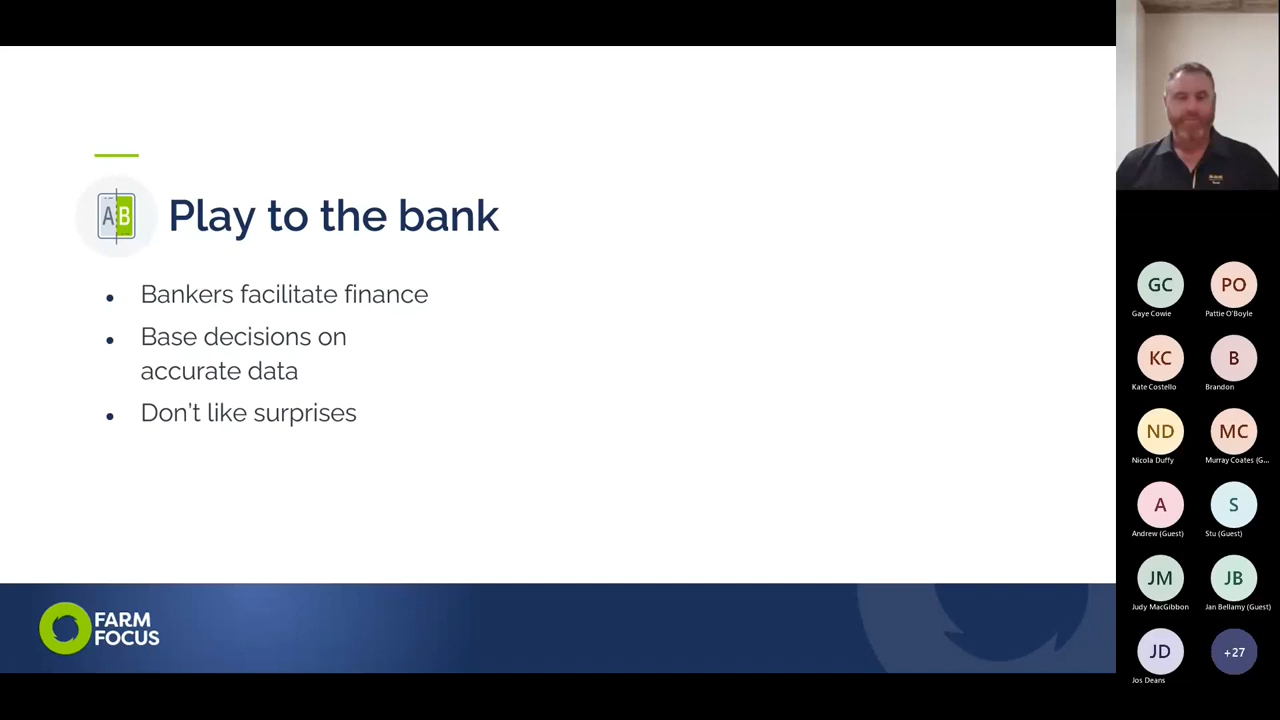 A B
Play to the bank
• Bankers facilitate finance
• Base decisions on
accurate data
• Don't like surprises
FARM
FOCUS
GC
Gaye Cowie
PO
Pattie O'Boyle
KC
Kate Costello
B
Brandon
ND
Nicola Duffy
MC
Murray Coates (G...
A
Andrew (Guest)
S
Stu (Guest)
JM
Judy MacGibbon
JB
Jan Bellamy (Guest)
JD
Jos Deans
+27